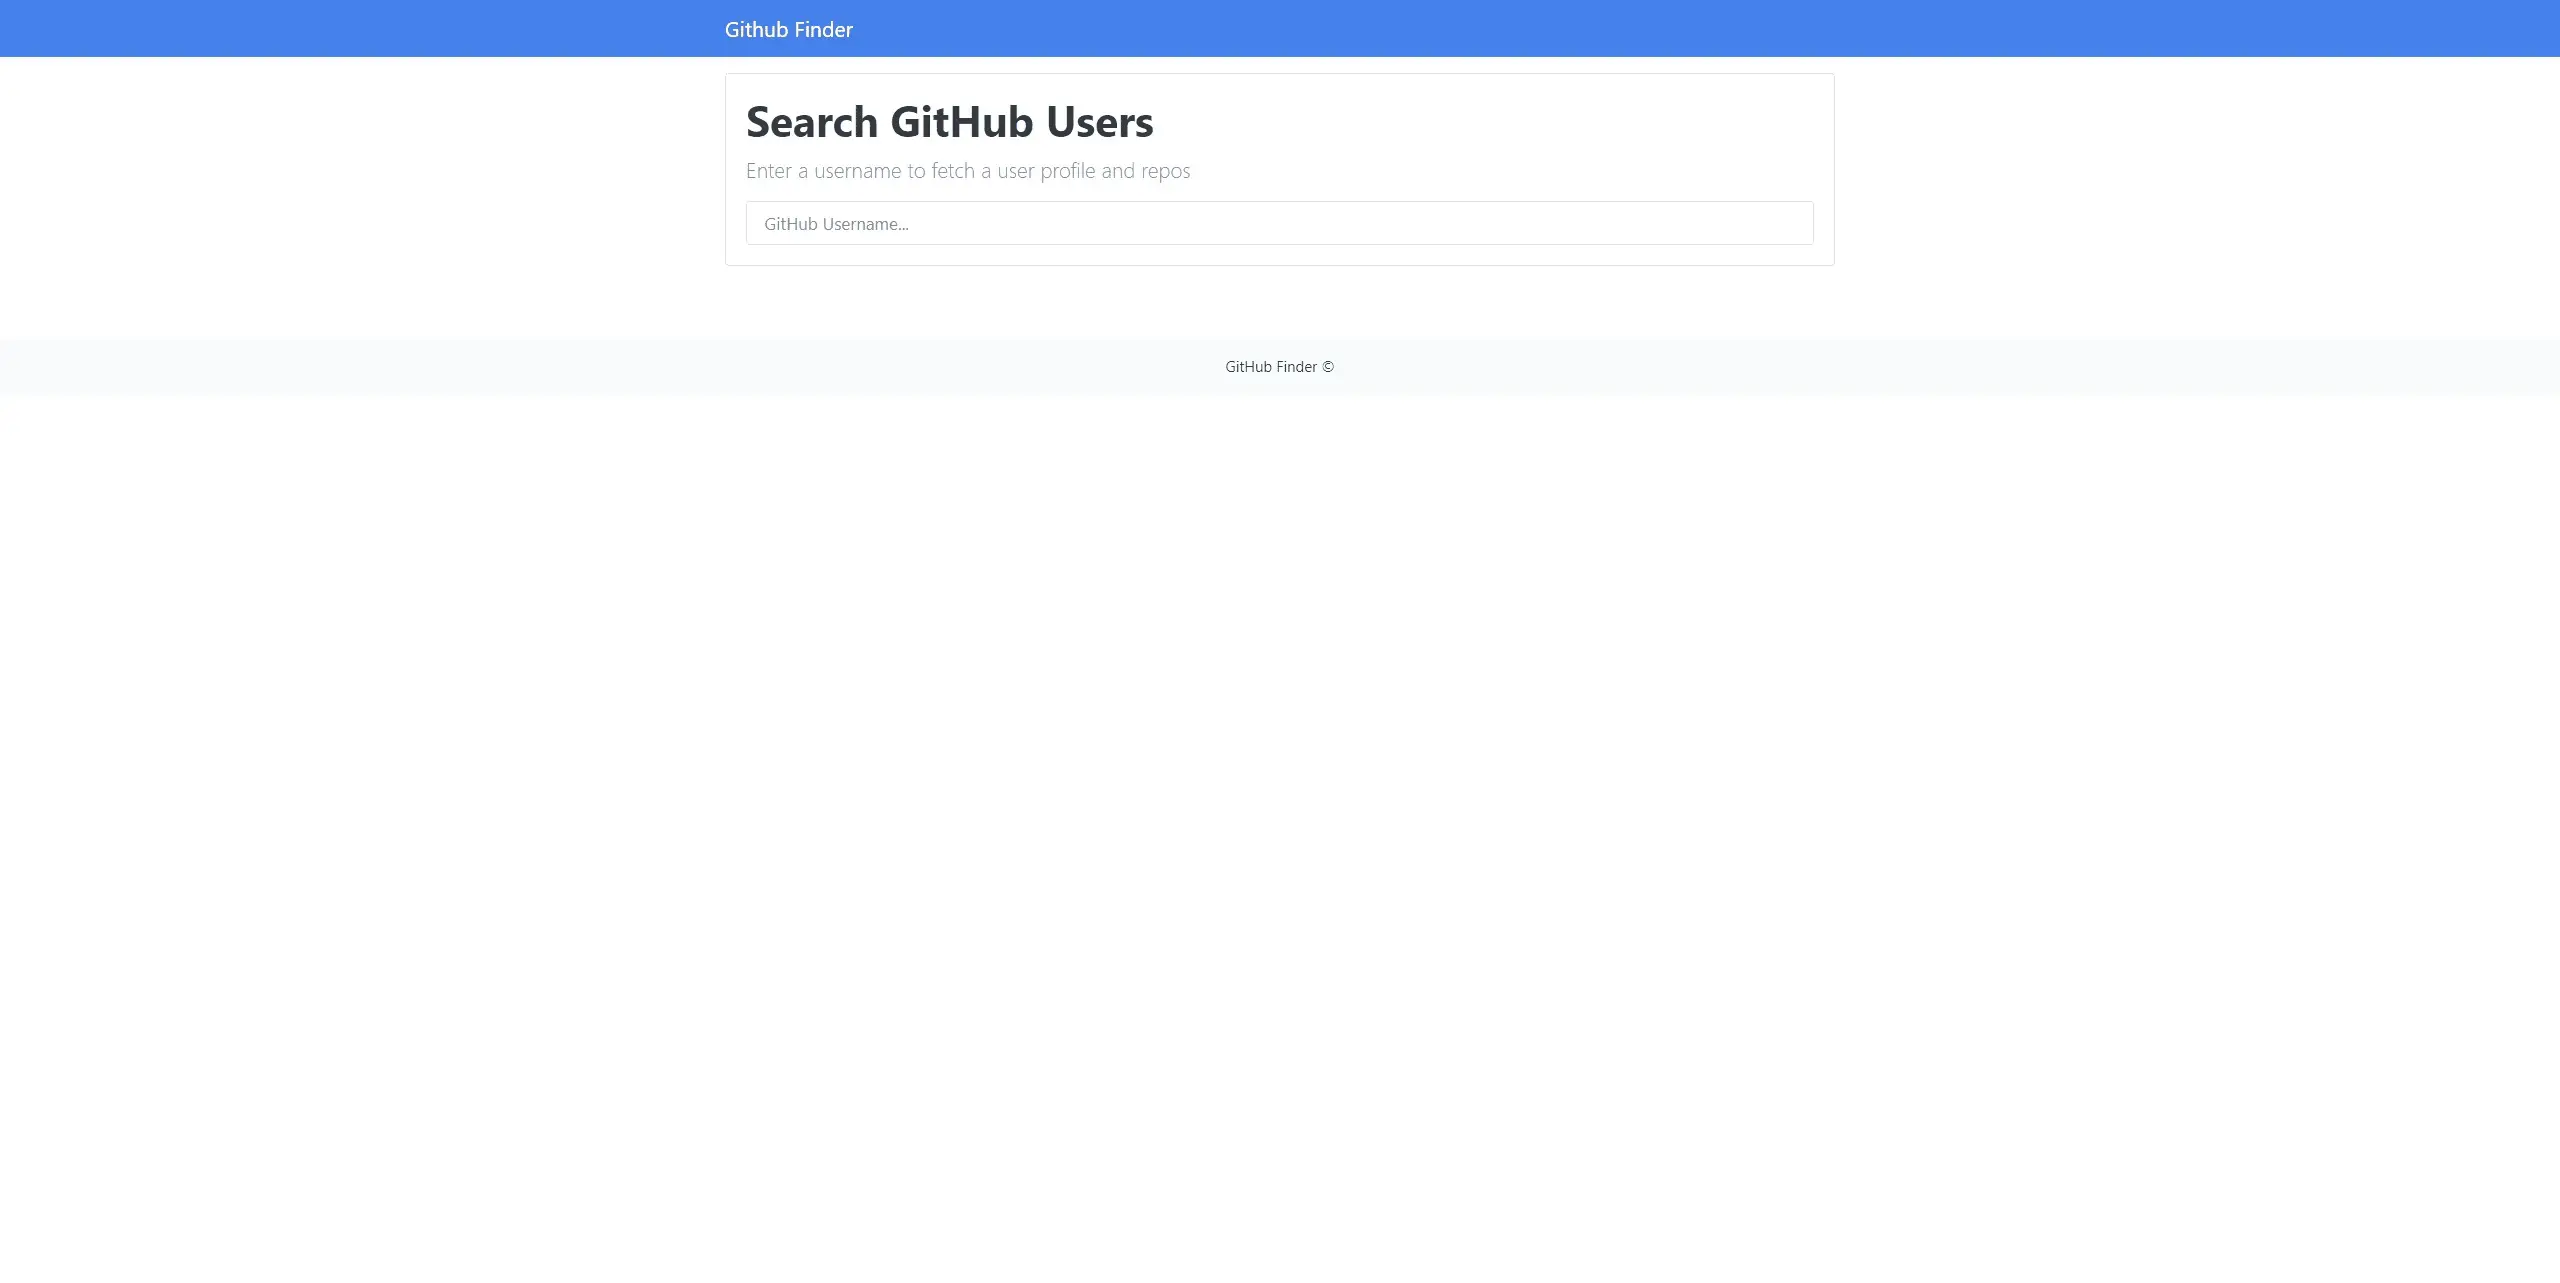 Github Finder
Search GitHub Users
Enter a username to fetch a user profile and repos
GitHub Username...
GitHub Finder ©